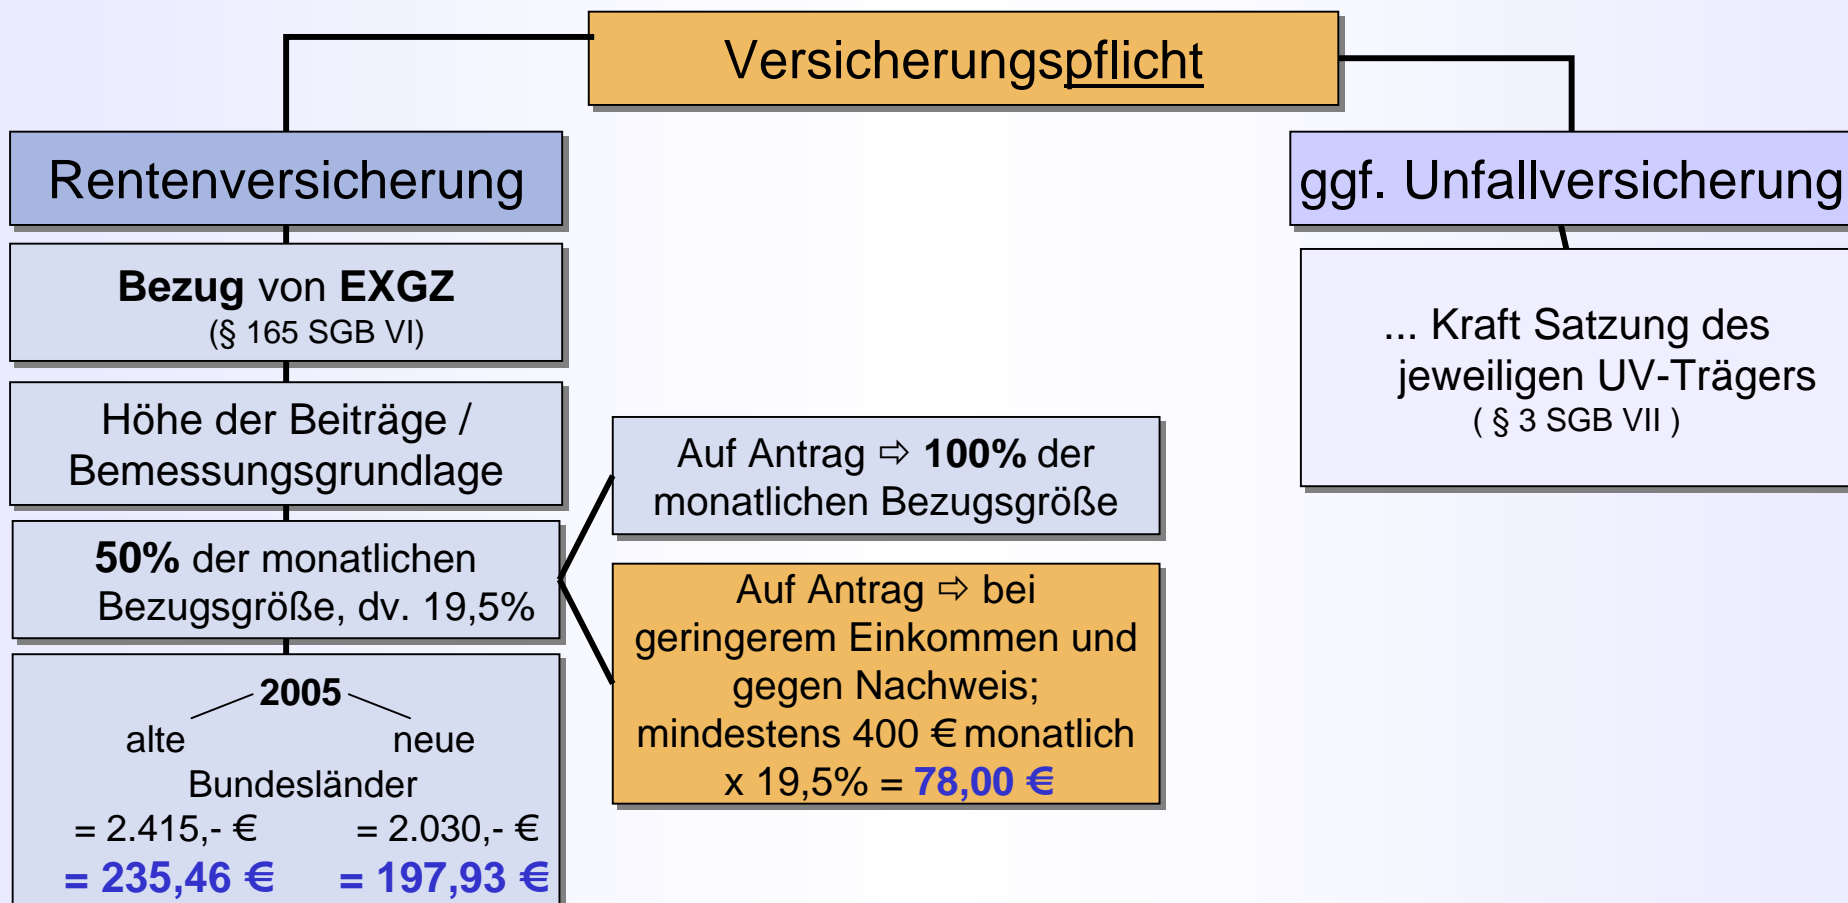 Versicherungspflicht
Rentenversicherung
Bezug von EXGZ
(§ 165 SGB VI)
Höhe der Beiträge /
Bemessungsgrundlage
50% der monatlichen
Bezugsgröße, dv. 19,5%
2005
alte neue
Bundesländer
= 2.415,- € = 2.030,- €
= 235,46 € = 197,93 €
Auf Antrag ⇨ 100% der
monatlichen Bezugsgröße
Auf Antrag ⇨ bei
geringerem Einkommen und
gegen Nachweis;
mindestens 400 € monatlich
x 19,5% = 78,00 €
ggf. Unfallversicherung
... Kraft Satzung des
jeweiligen UV-Trägers
( § 3 SGB VII )